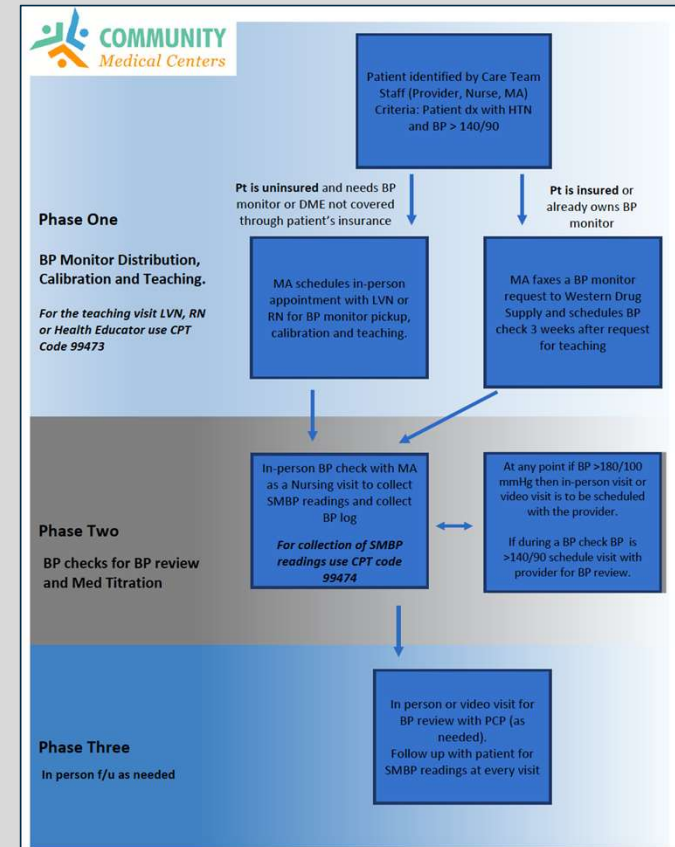 COMMUNITY
Medical Centers
Patient identified by Care Team
Staff (Provider, Nurse, MA)
Criteria: Patient dx with HTN
and BP > 140/90
Pt is uninsured and needs BP
monitor or DME not covered
through patient's insurance
Pt is insured or
already owns BP
monitor
Phase One
BP Monitor Distribution,
Calibration and Teaching.
For the teaching visit LVN, RN
or Health Educator use CPT
Code 99473
MA schedules in-person
appointment with LVN or
RN for BP monitor pickup,
calibration and teaching.
MA faxes a BP monitor
request to Western Drug
Supply and schedules BP
check 3 weeks after request
for teaching
Phase Two
BP checks for BP review
and Med Titration
In-person BP check with MA
as a Nursing visit to collect
SMBP readings and collect
BP log
For collection of SMBP
readings use CPT code
99474
At any point if BP >180/100
mmHg then in-person visit or
video visit is to be scheduled
with the provider.
If during a BP check BP is
>140/90 schedule visit with
provider for BP review.
Phase Three
In person f/u as needed
In person or video visit for
BP review with PCP (as
needed).
Follow up with patient for
SMBP readings at every visit